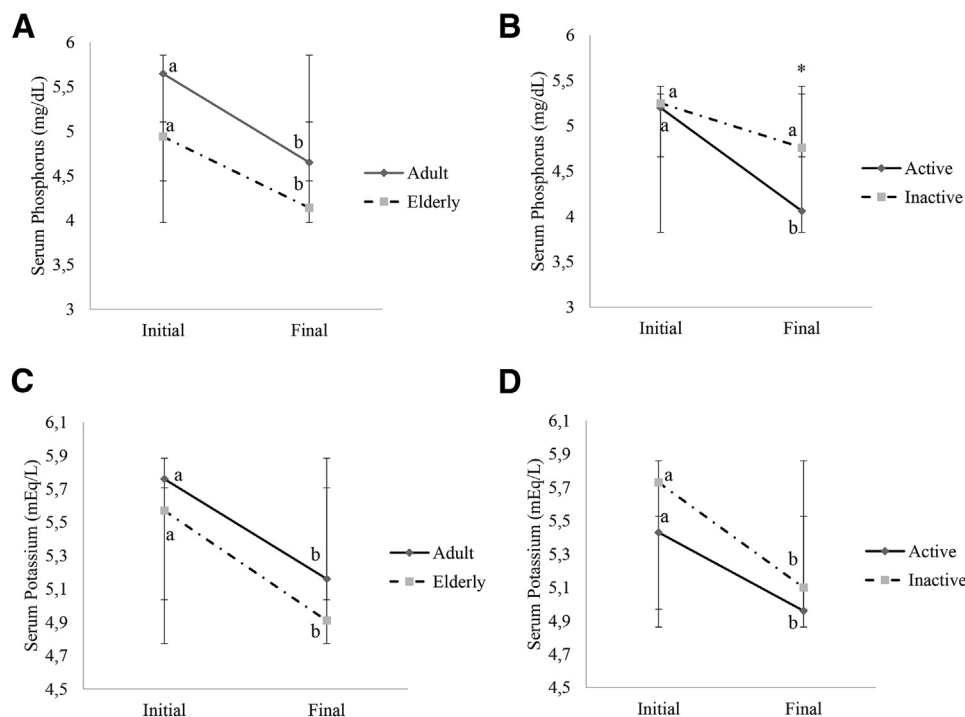 A
Serum Phosphorus (mg/dL)
6
5,5
5
4,5
4
3,5
3
a
a
b
b
Initial
Final
Adult
Elderly
B
Serum Phosphorus (mg/dL)
6
5,5
5
4,5
4
3,5
3
*
a
a
a
b
Initial
Final
Active
Inactive
C
Serum Potassium (mEq/L)
6,1
5,9
5,7
5,5
5,3
5,1
4,9
4,7
4,5
a
a
b
b
Initial
Final
Adult
Elderly
D
Serum Potassium (mEq/L)
6,1
5,9
5,7
5,5
5,3
5,1
4,9
4,7
4,5
a
a
b
b
Initial
Final
Active
Inactive